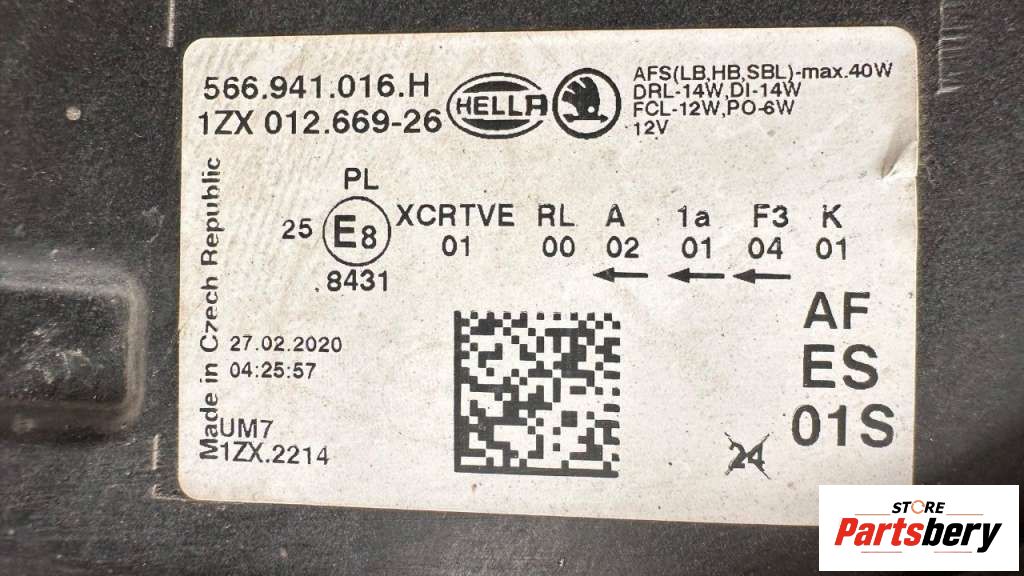 566.941.016.H
1ZX 012.669-26
HELLA
AFS(LB,HB,SBL)-max.40W
DRL-14W,DI-14W
FCL-12W,PO-6W
12V
Made in Czech Republic
PL
25 E8 XCRTVE RL A 1a F3 K
01 00 02 01 04 01
.8431
27.02.2020
04:25:57
UM7
1ZX.2214
AF
ES
01S
24
STORE
Partsbery